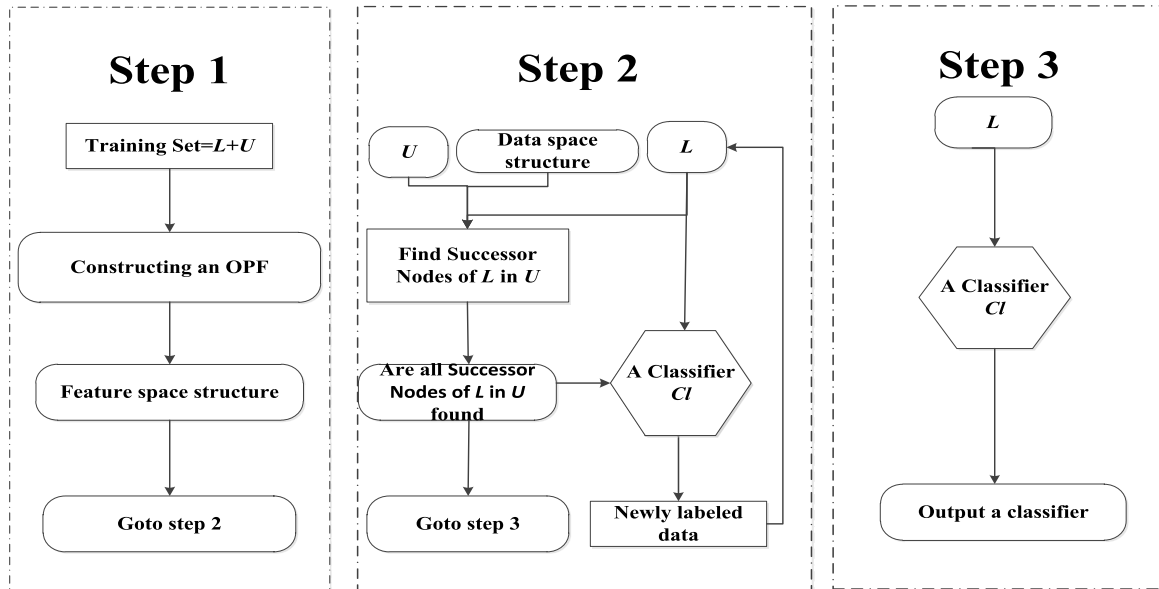 Step 1
Training Set=L+U
Constructing an OPF
Feature space structure
Goto step 2
Step 2
U
Data space
structure
L
Find Successor
Nodes of L in U
Are all Successor
Nodes of L in U
found
A Classifier
Cl
Goto step 3
Newly labeled
data
Step 3
L
A Classifier
Cl
Output a classifier